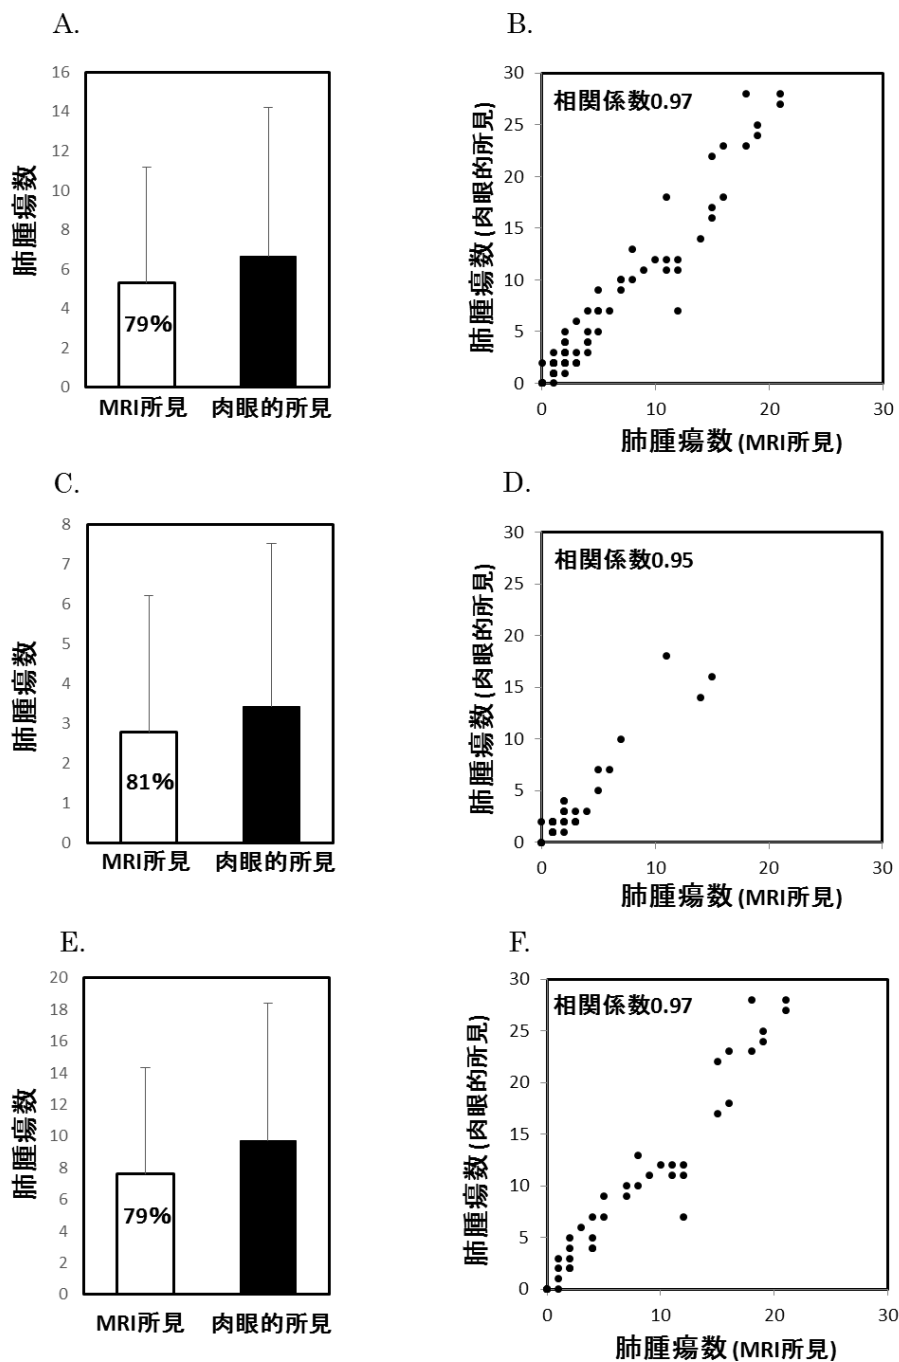 A.
肺腫瘍数
16
14
12
10
8
6
4
2
0
79%
MRI所見
肉眼的所見
B.
肺腫瘍数(肉眼的所見)
30
25
20
15
10
5
0
相関係数0.97
0
10
20
30
肺腫瘍数(MRI所見)
C.
肺腫瘍数
8
7
6
5
4
3
2
1
0
81%
MRI所見
肉眼的所見
D.
肺腫瘍数(肉眼的所見)
30
25
20
15
10
5
0
相関係数0.95
0
10
20
30
肺腫瘍数(MRI所見)
E.
肺腫瘍数
20
18
16
14
12
10
8
6
4
2
0
79%
MRI所見
肉眼的所見
F.
肺腫瘍数(肉眼的所見)
30
25
20
15
10
5
0
相関係数0.97
0
10
20
30
肺腫瘍数(MRI所見)